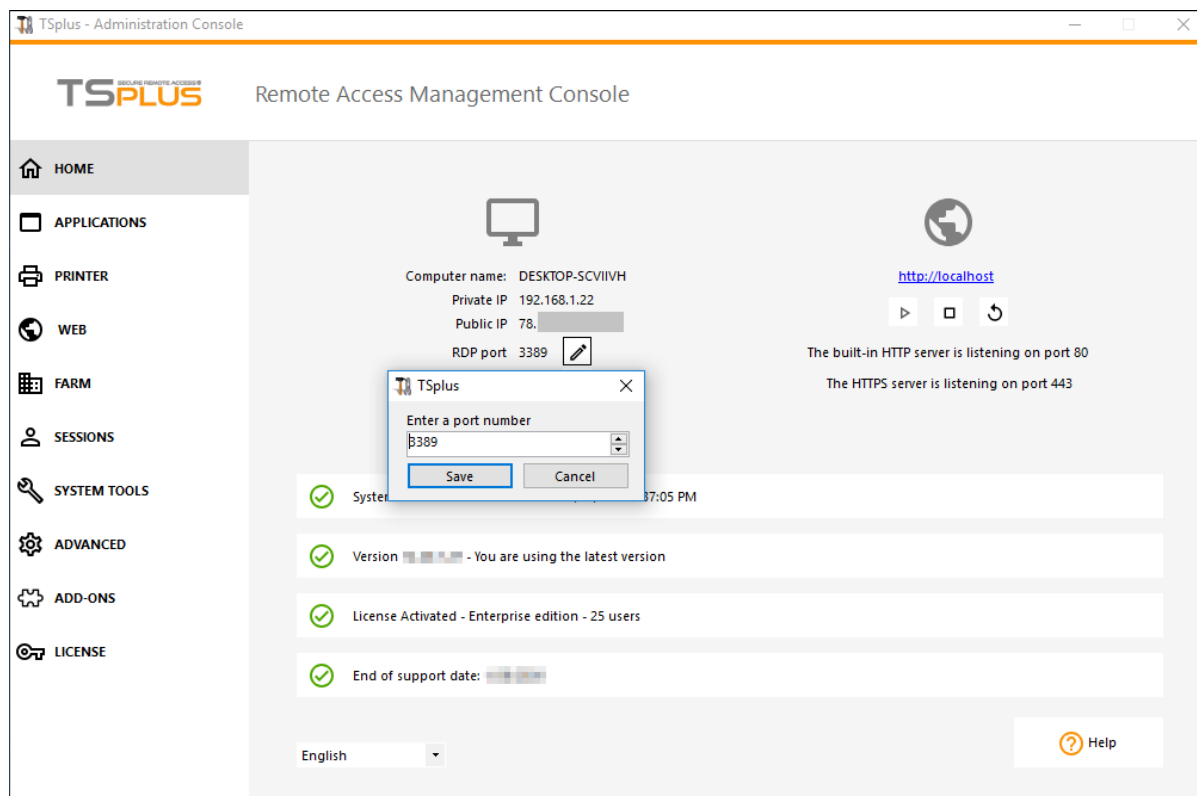 TSplus - Administration Console
TSPLUS SECURE REMOTE ACCESS
Remote Access Management Console
HOME
APPLICATIONS
PRINTER
WEB
FARM
SESSIONS
SYSTEM TOOLS
ADVANCED
ADD-ONS
LICENSE
Computer name: DESKTOP-SCVIIVH
Private IP 192.168.1.22
Public IP 78.
RDP port 3389
http://localhost
The built-in HTTP server is listening on port 80
The HTTPS server is listening on port 443
TSplus
Enter a port number
3389
Save Cancel
37:05 PM
Version - You are using the latest version
License Activated - Enterprise edition - 25 users
End of support date:
English
Help